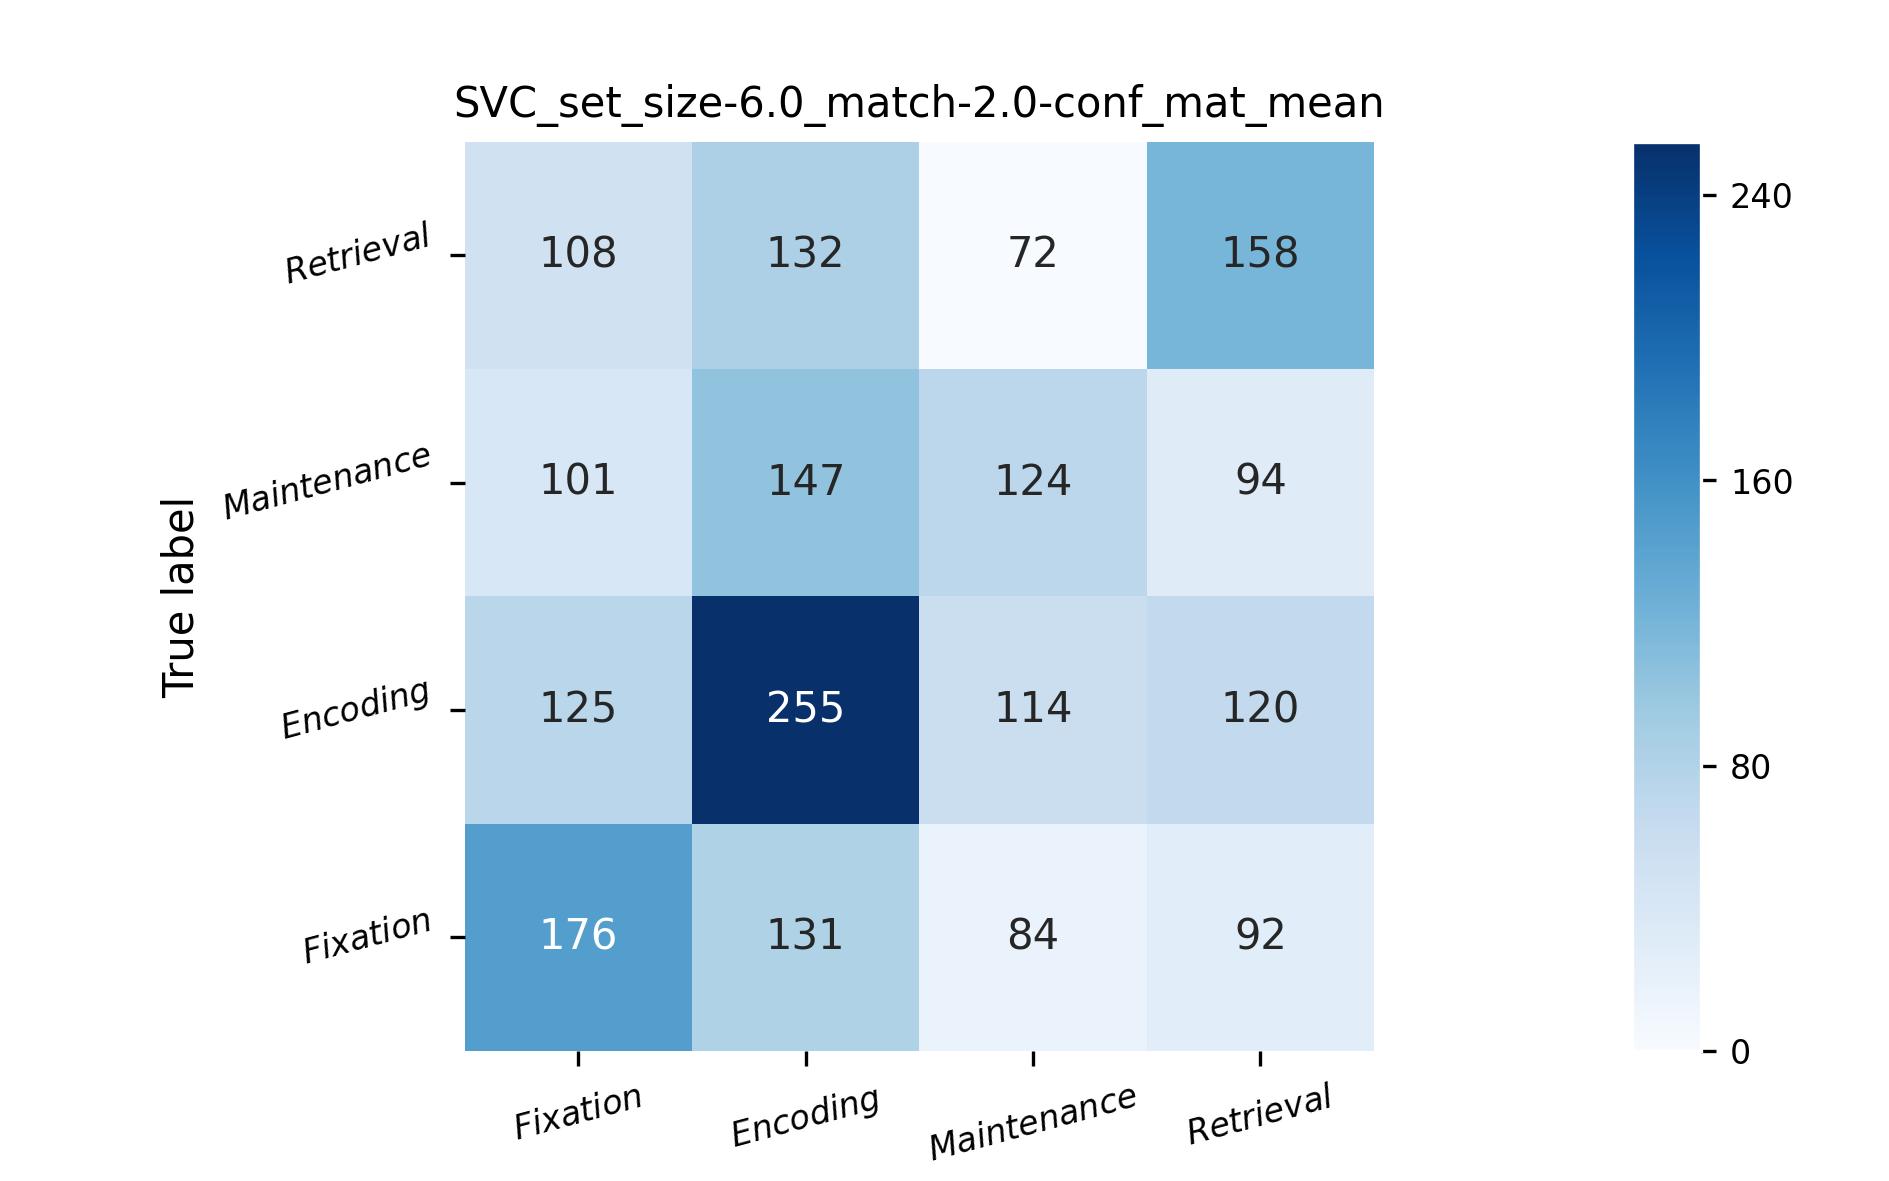 SVC_set_size-6.0_match-2.0-conf_mat_mean
True label
Retrieval 108 132 72 158
Maintenance 101 147 124 94
Encoding 125 255 114 120
Fixation 176 131 84 92
Fixation Encoding Maintenance Retrieval
240
160
80
0